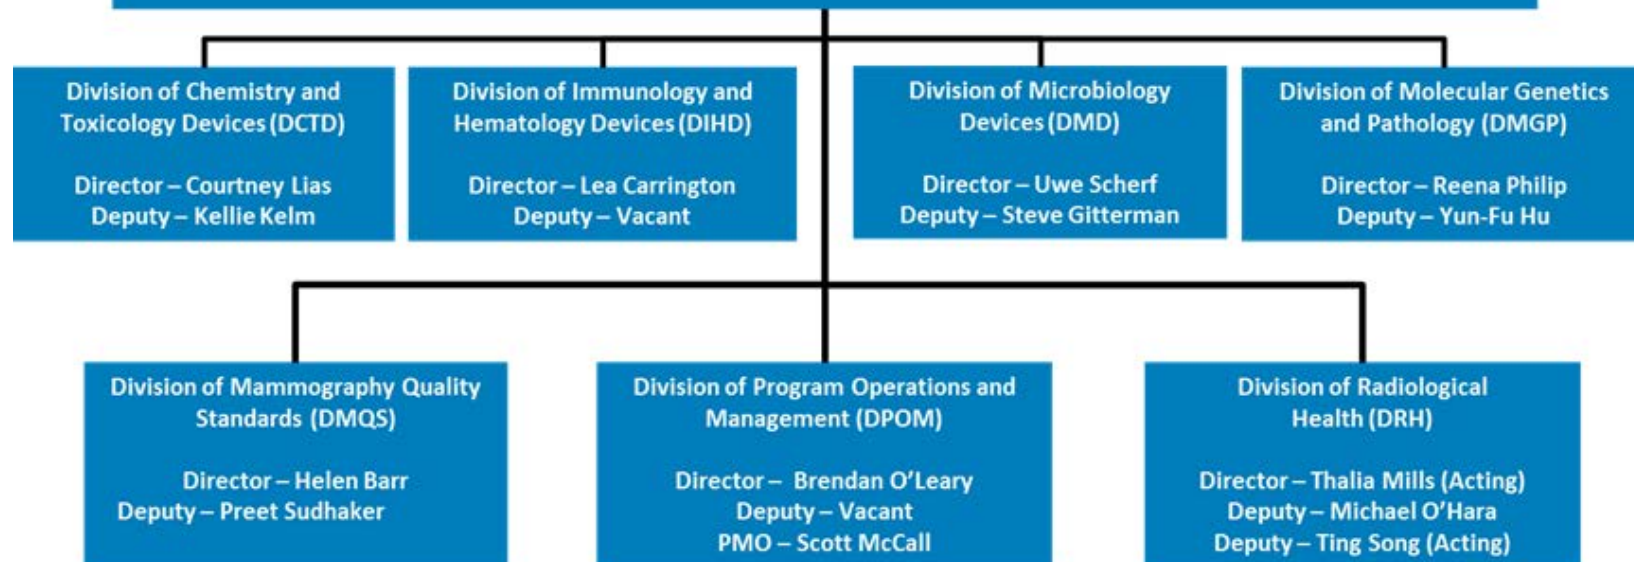 Division of Chemistry and
Toxicology Devices (DCTD)
Director – Courtney Lias
Deputy – Kellie Kelm
Division of Immunology and
Hematology Devices (DIHD)
Director – Lea Carrington
Deputy – Vacant
Division of Microbiology
Devices (DMD)
Director – Uwe Scherf
Deputy – Steve Gitterman
Division of Molecular Genetics
and Pathology (DMGP)
Director – Reena Philip
Deputy – Yun-Fu Hu
Division of Mammography Quality
Standards (DMQS)
Director – Helen Barr
Deputy – Preet Sudhaker
Division of Program Operations and
Management (DPOM)
Director – Brendan O’Leary
Deputy – Vacant
PMO – Scott McCall
Division of Radiological
Health (DRH)
Director – Thalia Mills (Acting)
Deputy – Michael O’Hara
Deputy – Ting Song (Acting)